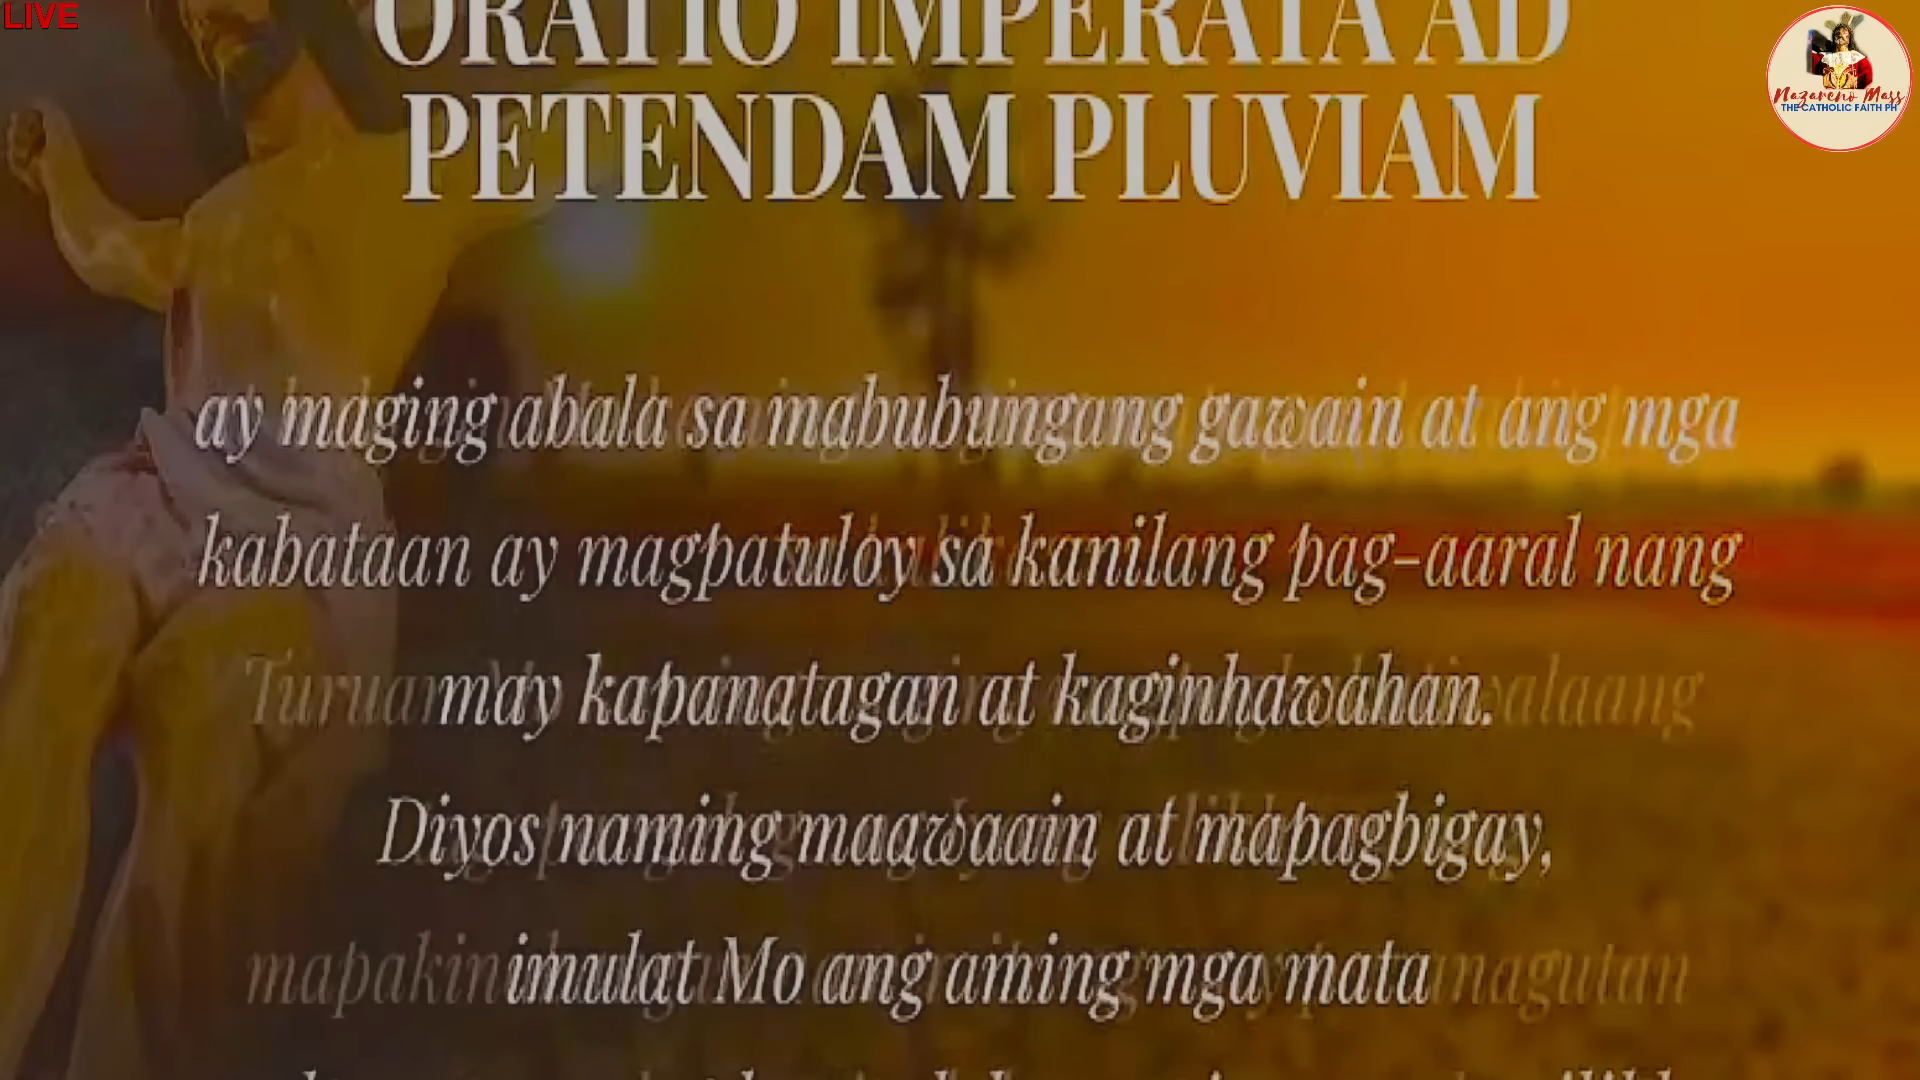 LIVE
ORATIO IMPERATA AD
PETENDAM PLUVIAM
Nazareno Mass
THE CATHOLIC FAITH PH
ay maging abala sa mabubungang gawain at ang mga
kabataan ay magpatuloy sa kanilang pag-aaral nang
may kapanatagan at kaginhawahan.
Diyos naming maawaain at mapagbigay,
imulat Mo ang aming mga mata